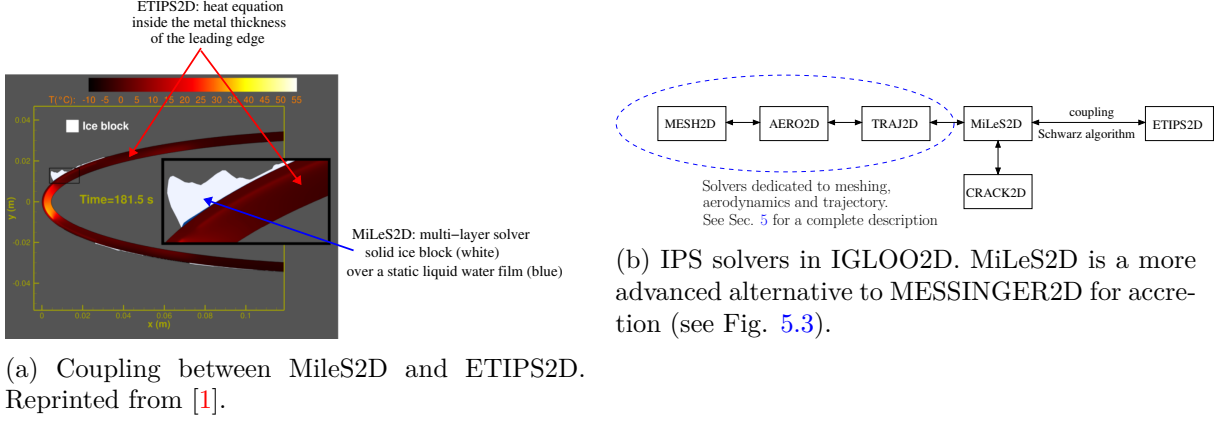 ETIPS2D: heat equation
inside the metal thickness
of the leading edge
T(°C): -10 -5 0 5 10 15 20 25 30 35 40 45 50 55
Ice block
0.04
0.02
0
-0.02
-0.04
y (m)
Time=181.5 s
0 0.02 0.04 0.06 0.08 0.1
x (m)
MiLeS2D: multi-layer solver
solid ice block (white)
over a static liquid water film (blue)
(a) Coupling between MileS2D and ETIPS2D.
Reprinted from [1].
MESH2D AERO2D TRAJ2D MiLeS2D coupling ETIPS2D
Schwarz algorithm
CRACK2D
Solvers dedicated to meshing,
aerodynamics and trajectory.
See Sec. 5 for a complete description
(b) IPS solvers in IGLOO2D. MiLeS2D is a more
advanced alternative to MESSINGER2D for accre-
tion (see Fig. 5.3).